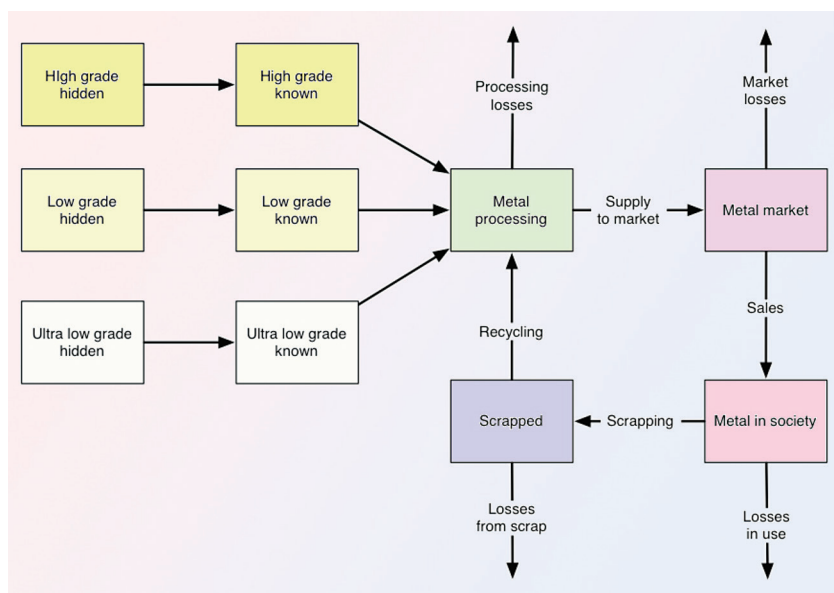 HIgh grade
hidden
High grade
known
Processing
losses
Market
losses
Low grade
hidden
Low grade
known
Metal
processing
Supply
to market
Metal market
Sales
Ultra low grade
hidden
Ultra low grade
known
Recycling
Scrapped
Scrapping
Metal in society
Losses
from scrap
Losses
in use